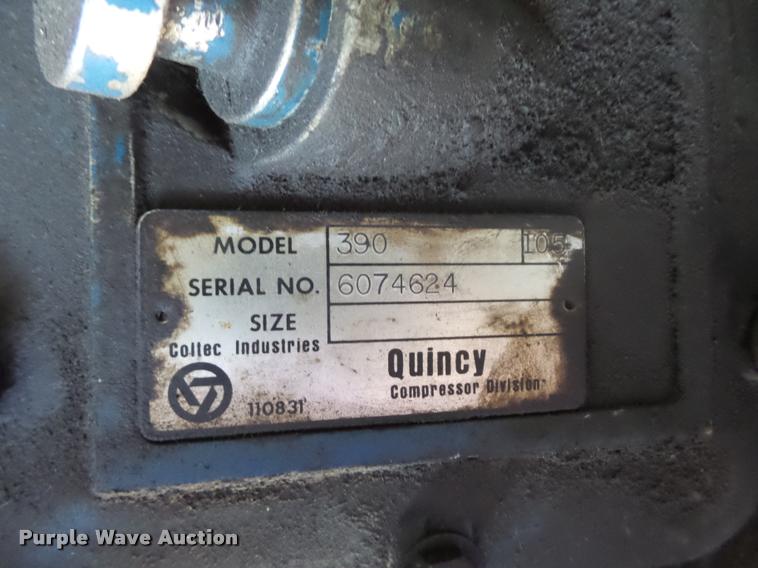 MODEL 390 105
SERIAL NO. 6074624
SIZE
Coltec Industries
Quincy
Compressor Division
110831
Purple Wave Auction